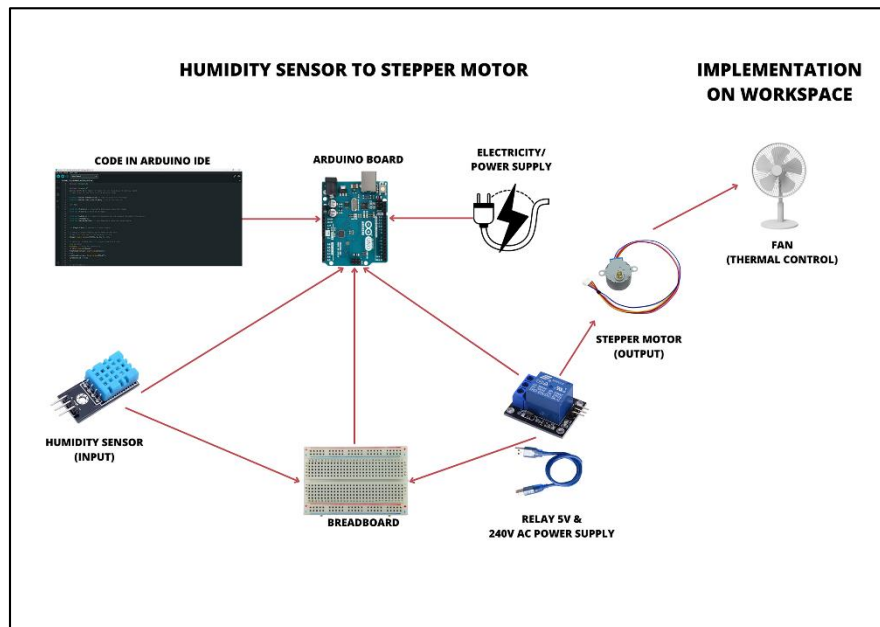 HUMIDITY SENSOR TO STEPPER MOTOR
IMPLEMENTATION
ON WORKSPACE
CODE IN ARDUINO IDE
ARDUINO BOARD
ELECTRICITY/
POWER SUPPLY
FAN
(THERMAL CONTROL)
STEPPER MOTOR
(OUTPUT)
HUMIDITY SENSOR
(INPUT)
BREADBOARD
RELAY 5V &
240V AC POWER SUPPLY